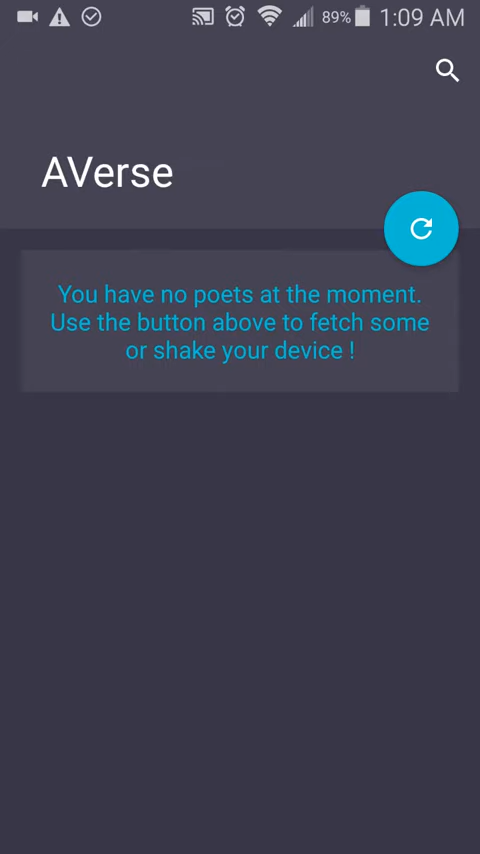 89% 1:09 AM
AVerse
You have no poets at the moment.
Use the button above to fetch some
or shake your device !